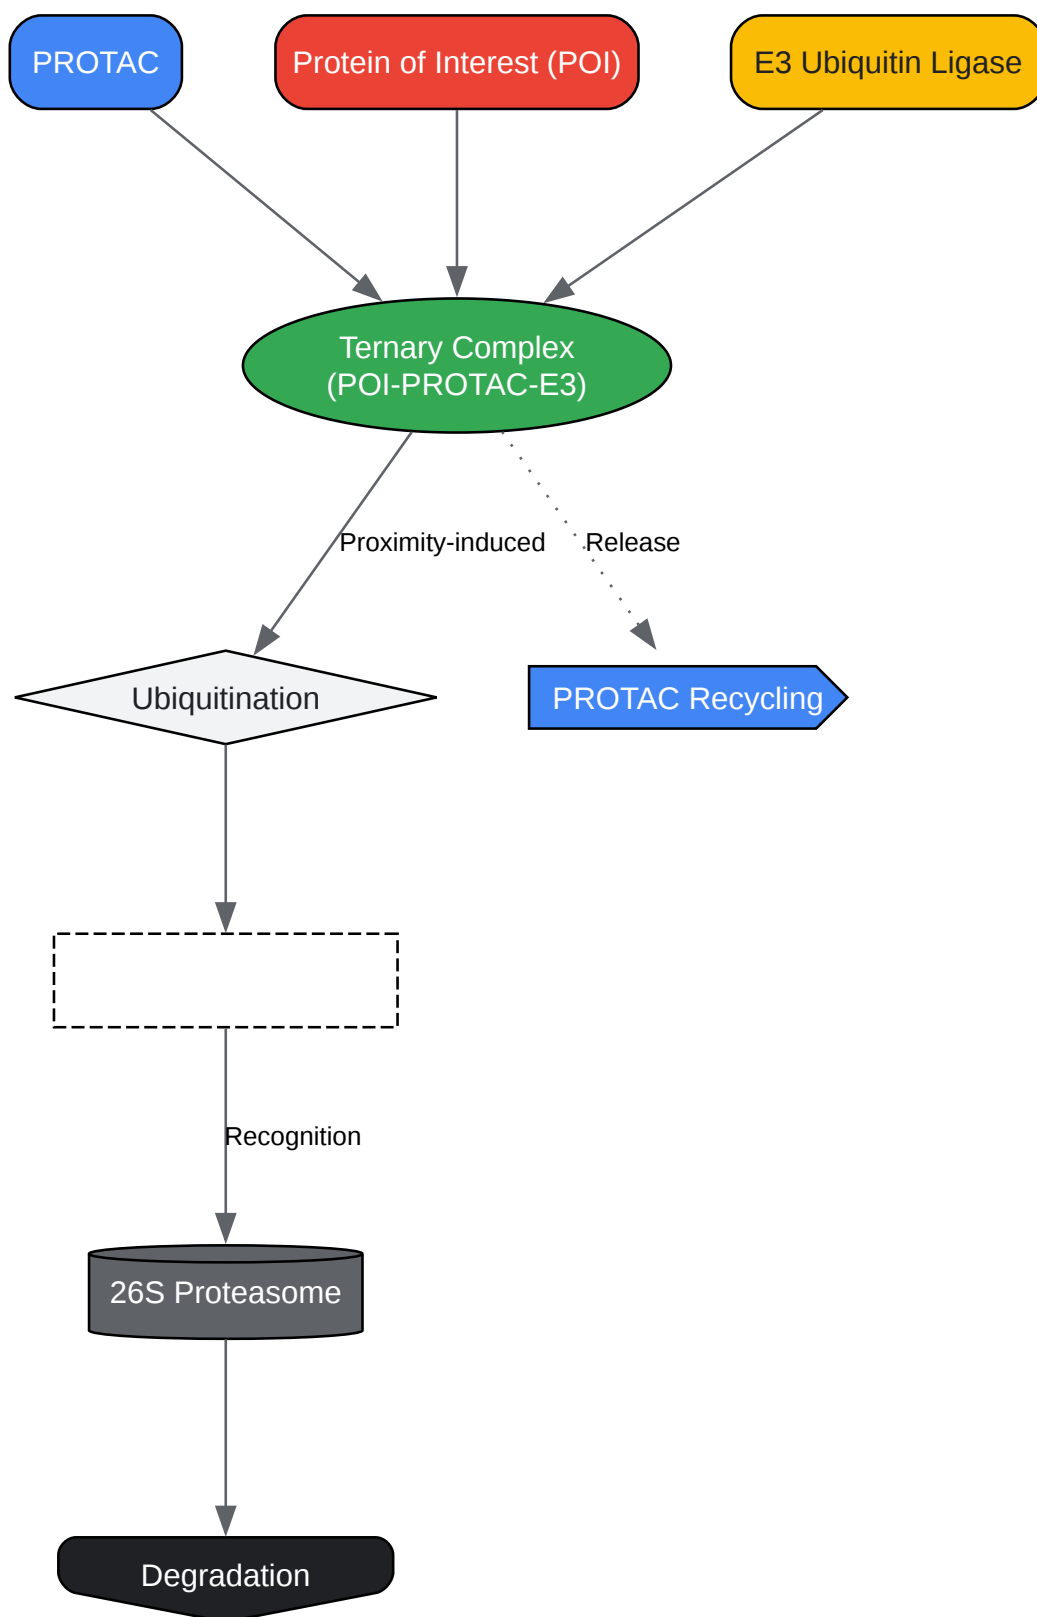 PROTAC
Protein of Interest (POI)
E3 Ubiquitin Ligase
Ternary Complex
(POI-PROTAC-E3)
Proximity-induced
Release
Ubiquitination
PROTAC Recycling
Recognition
26S Proteasome
Degradation